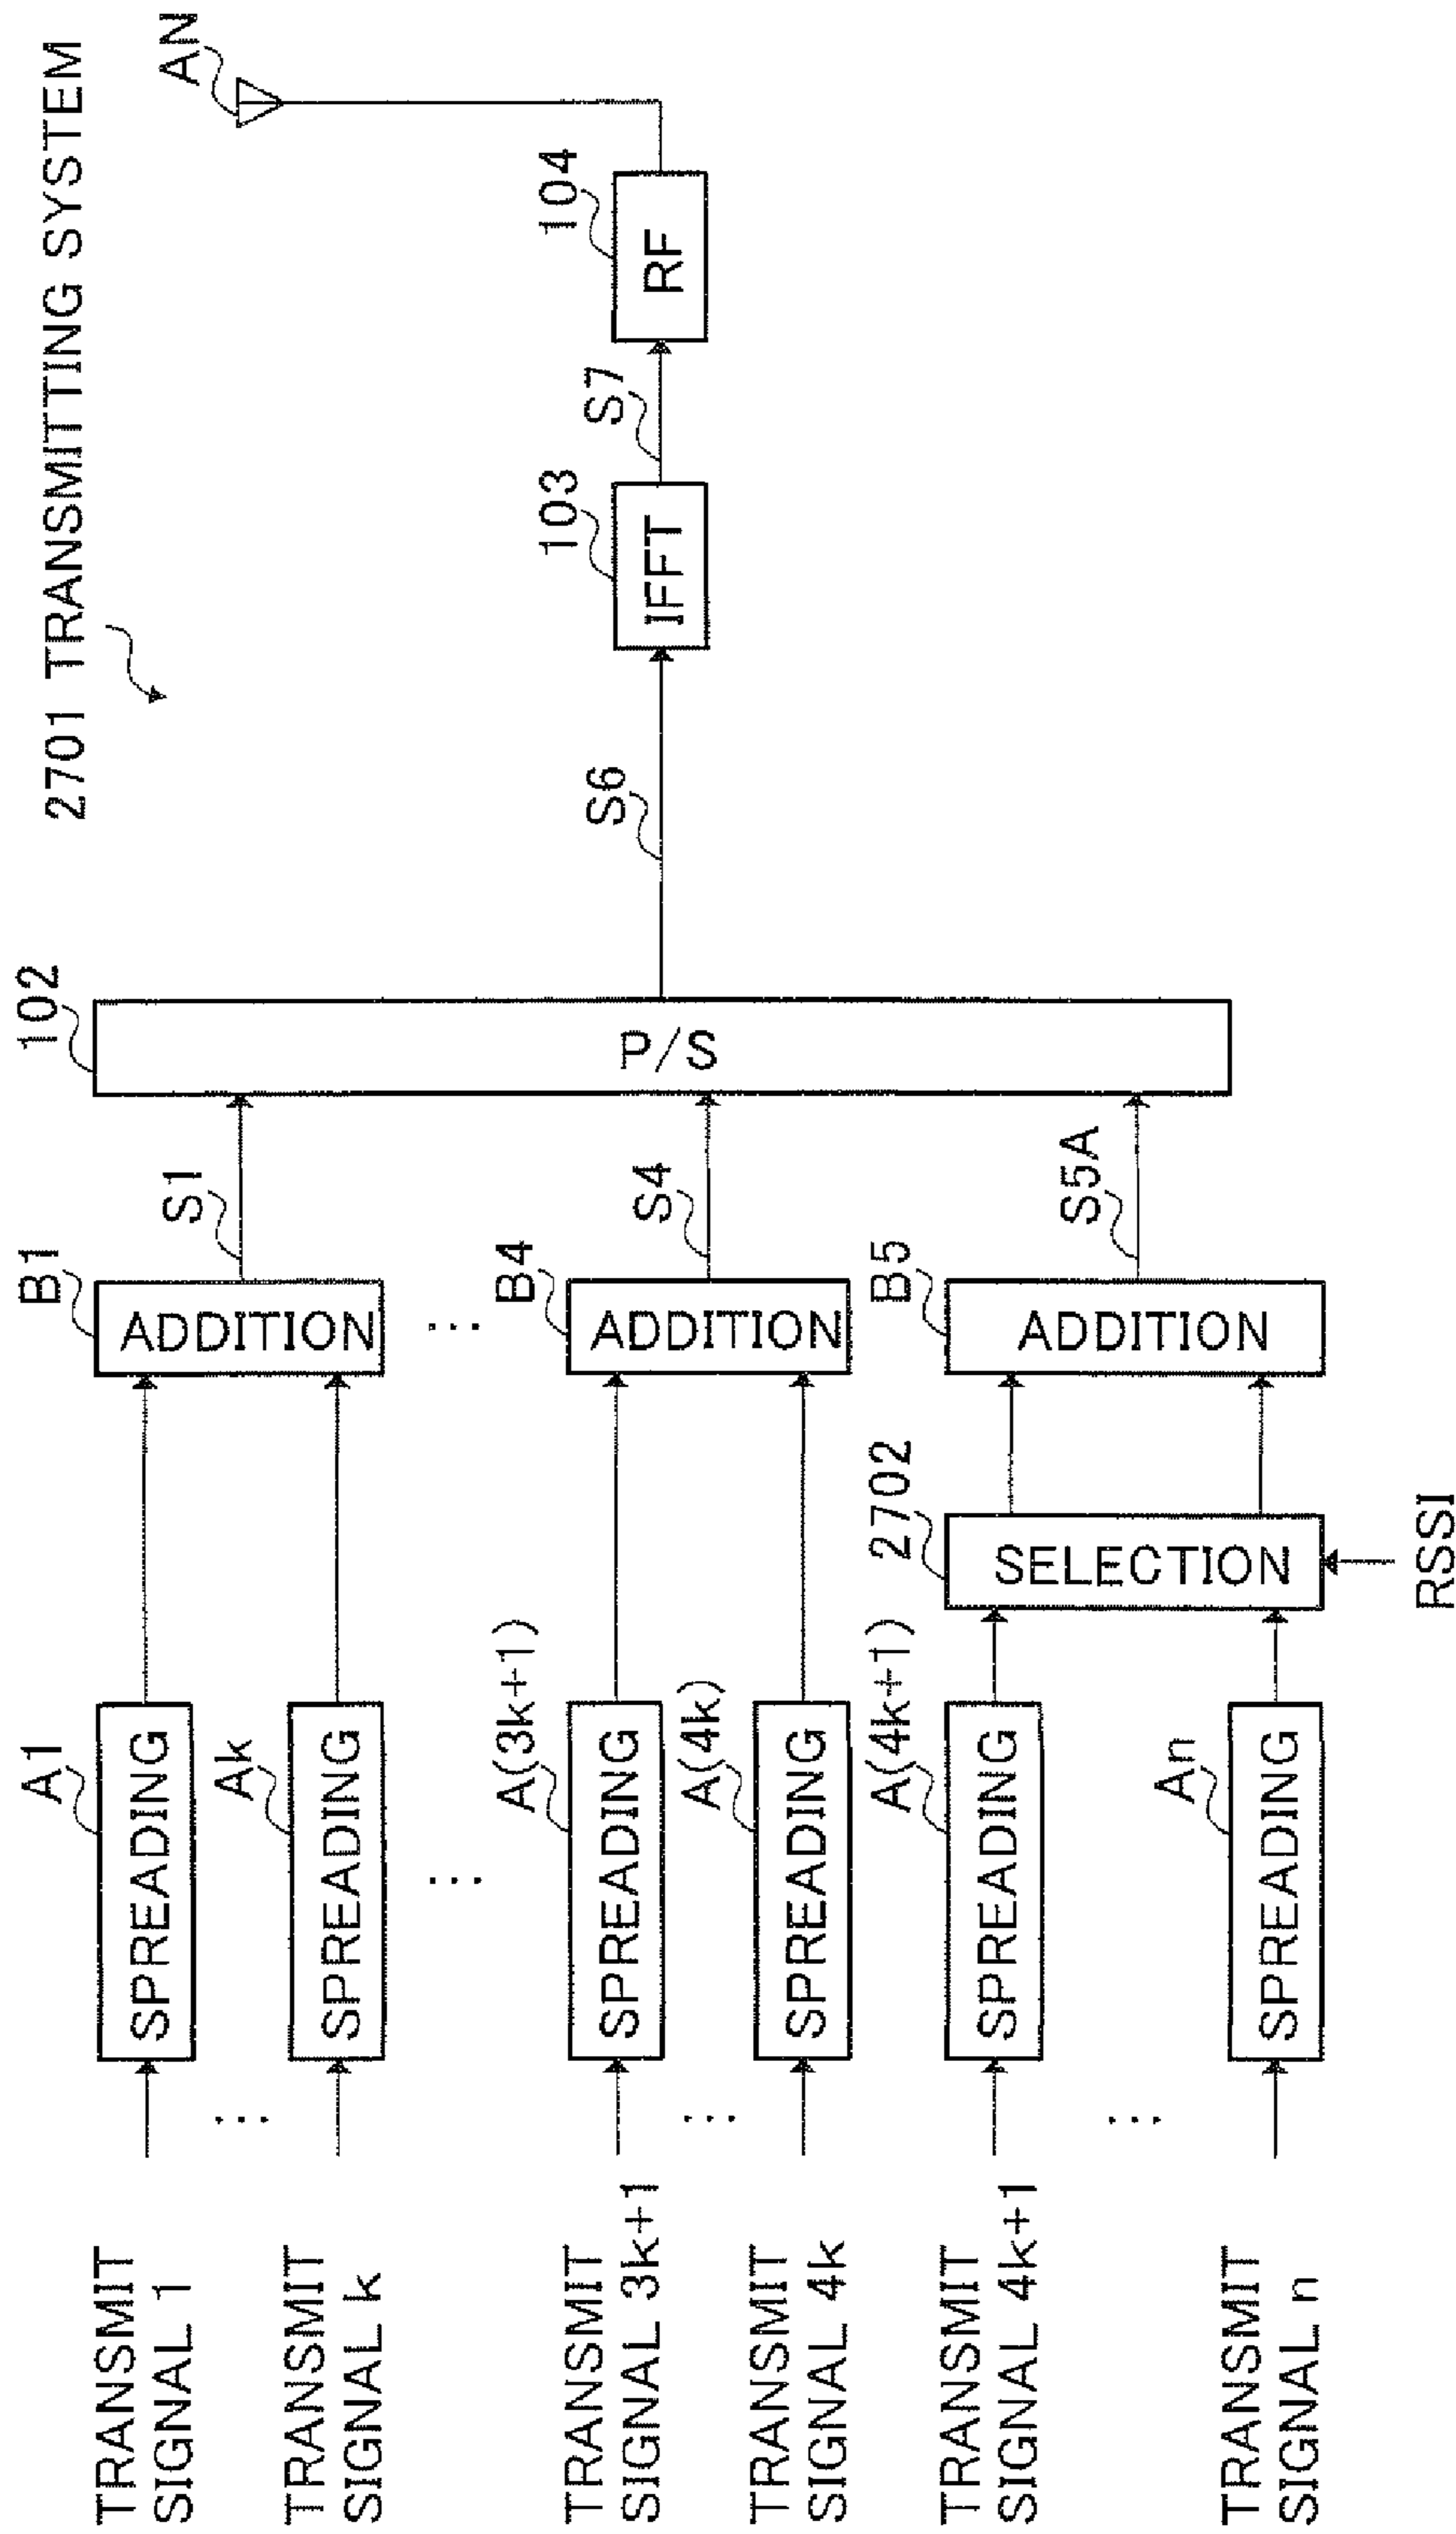 2701 TRANSMITTING SYSTEM
AN
102
103
104
P/S
S6
IFFT
S7
RF
TRANSMIT
SIGNAL 1
...
A1
SPREADING
B1
ADDITION
S1
TRANSMIT
SIGNAL k
Ak
SPREADING
...
...
TRANSMIT
SIGNAL 3k+1
...
A(3k+1)
SPREADING
B4
ADDITION
S4
TRANSMIT
SIGNAL 4k
A(4k)
SPREADING
TRANSMIT
SIGNAL 4k+1
...
A(4k+1)
SPREADING
2702
SELECTION
B5
ADDITION
S5A
TRANSMIT
SIGNAL n
An
SPREADING
RSSI